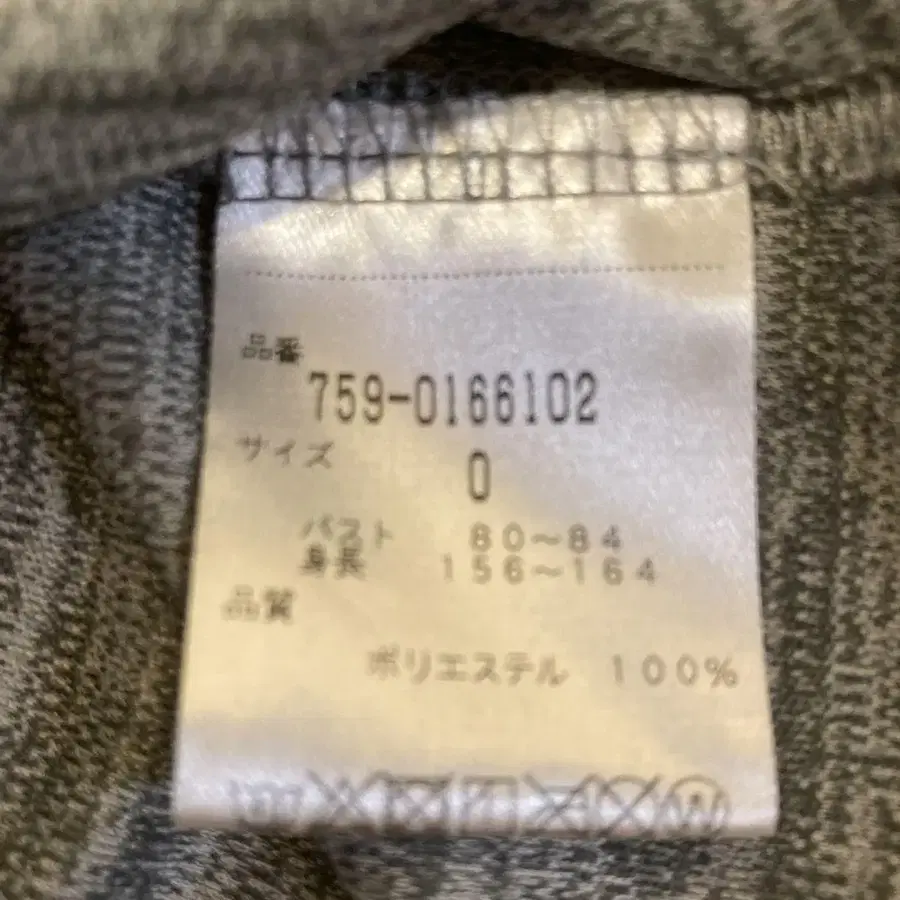 品番
759-0166102
サイズ
0
バスト 80~84
身長 156~164
品質
ポリエステル 100%